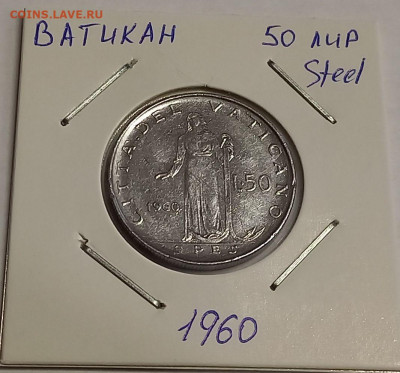 COINS.LAVE.RU
ВАТИКАН 50 лир
Steel
CITTA DEL VATICANO
1960 L.50
SPES
1960